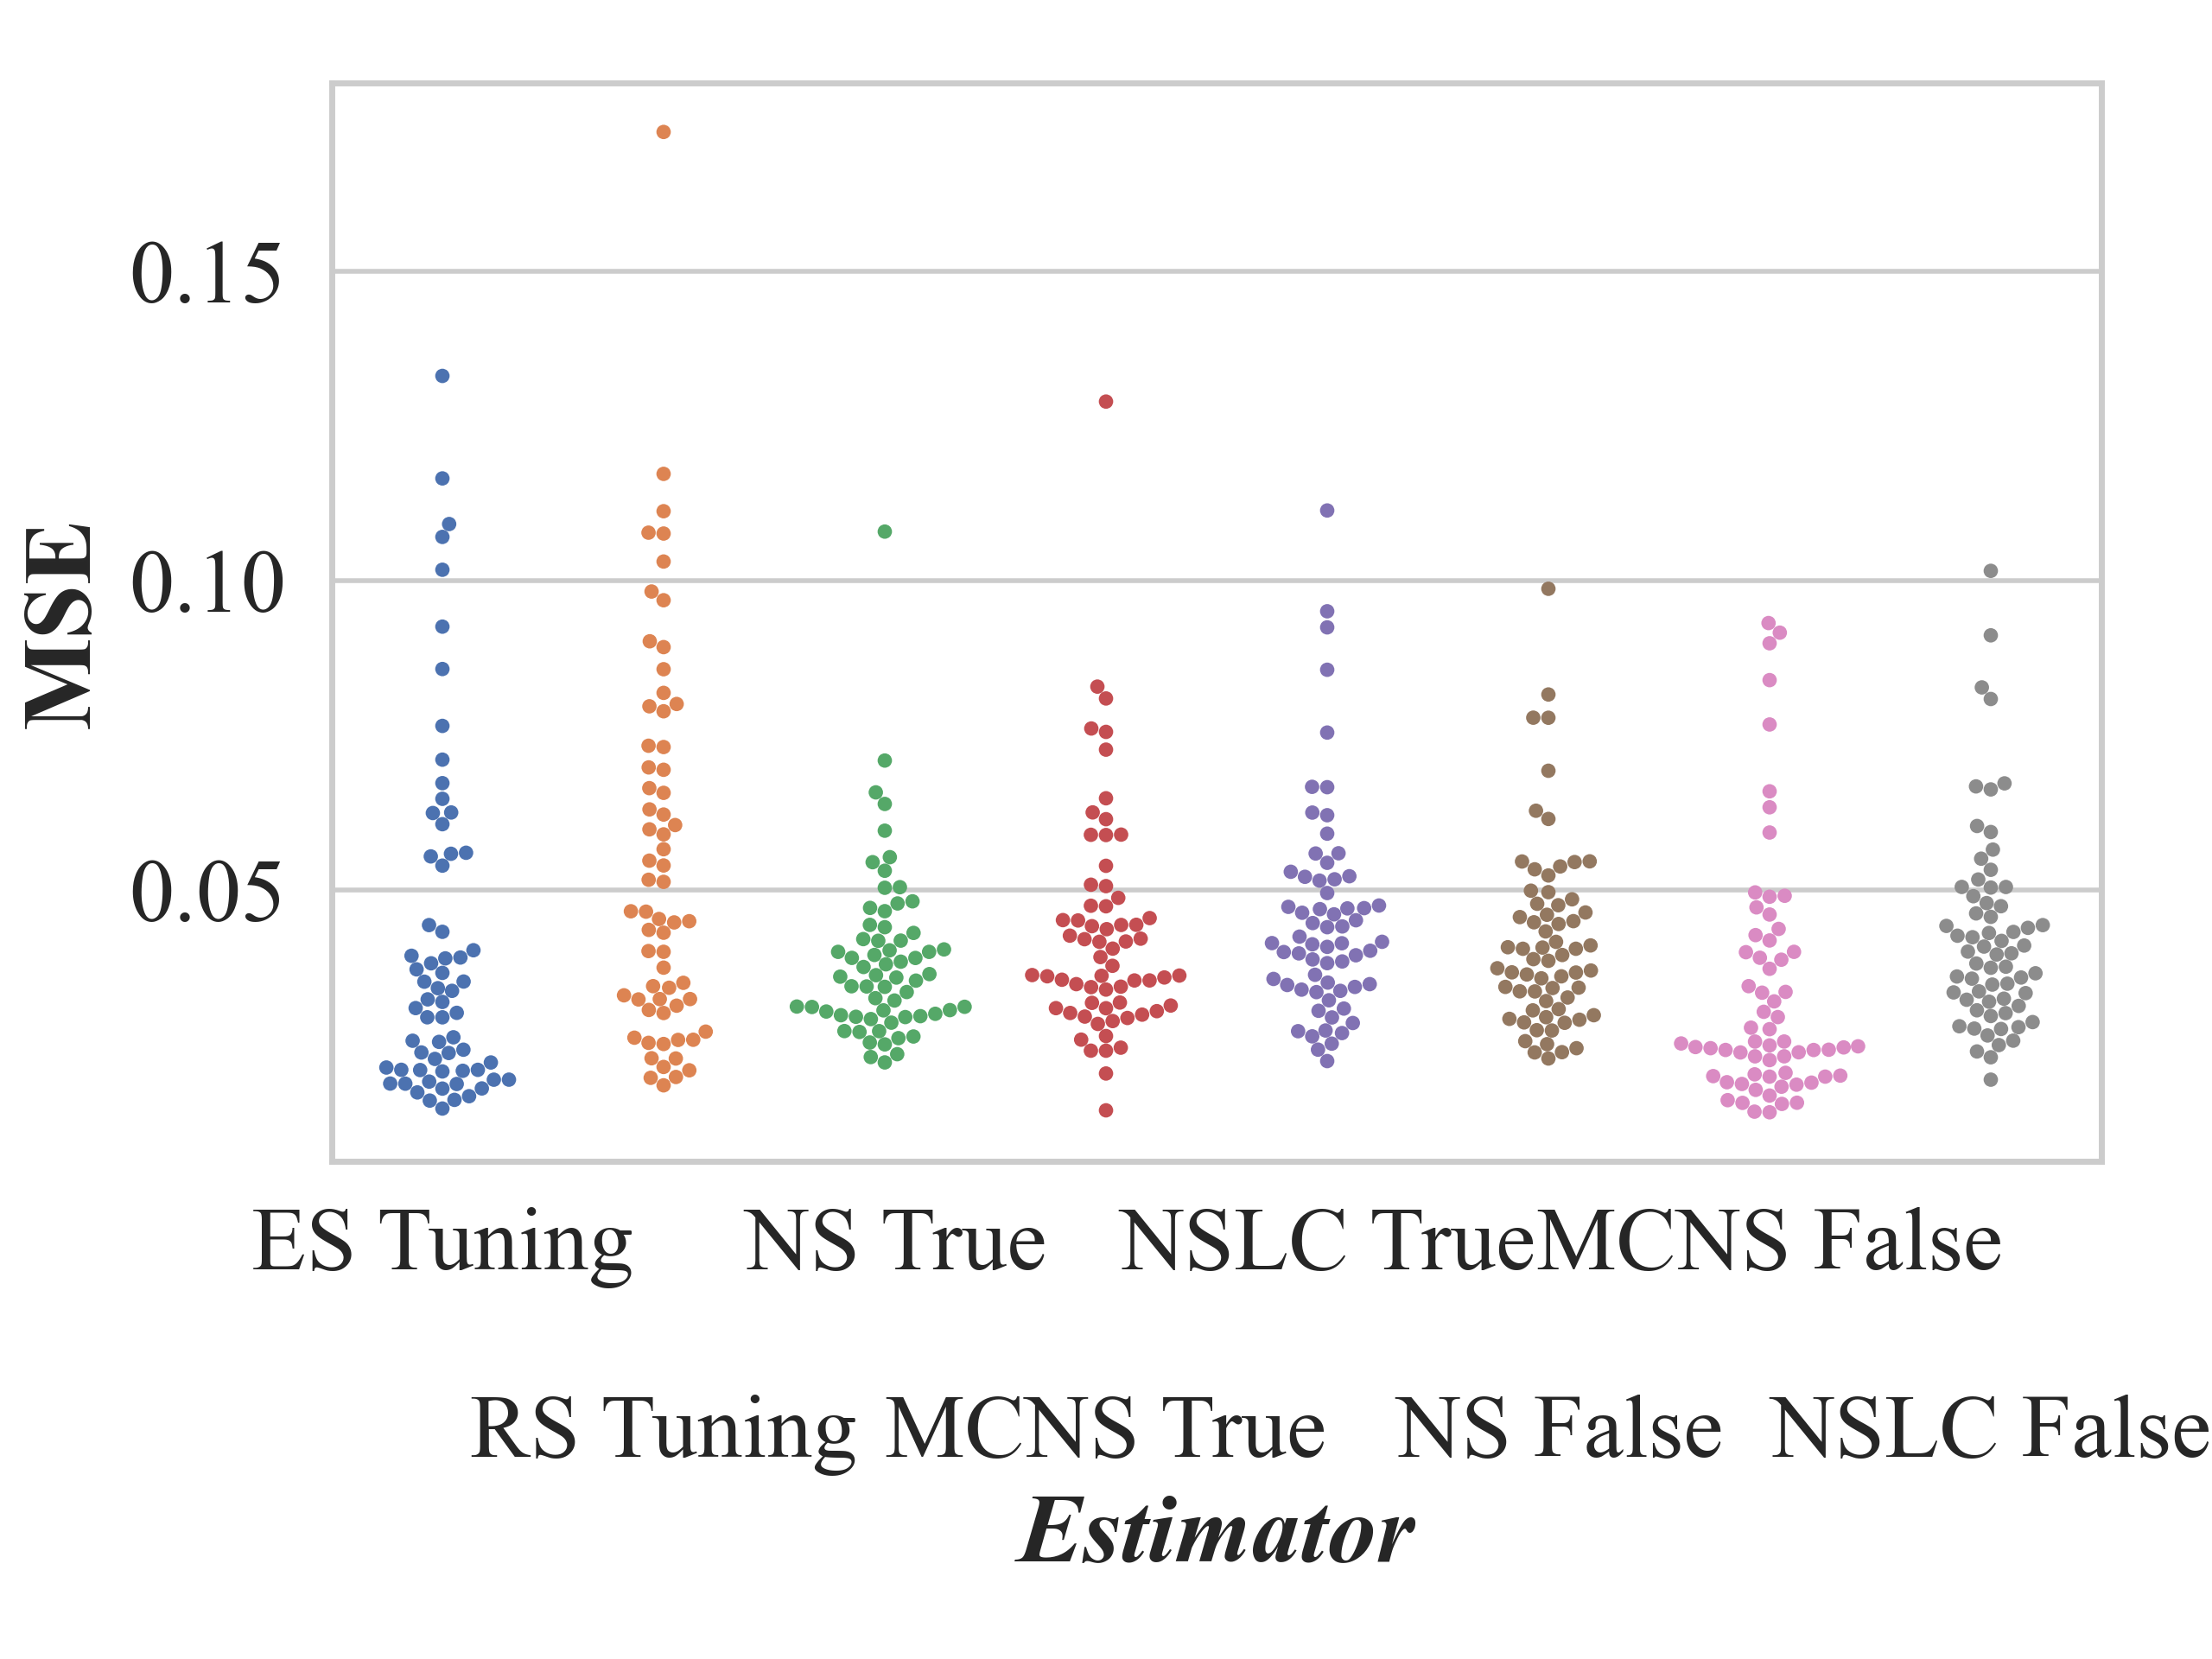 MSE
0.15
0.10
0.05
ES Tuning NS True NSLC True MCNS False
RS Tuning MCNS True NS False NSLC False
Estimator